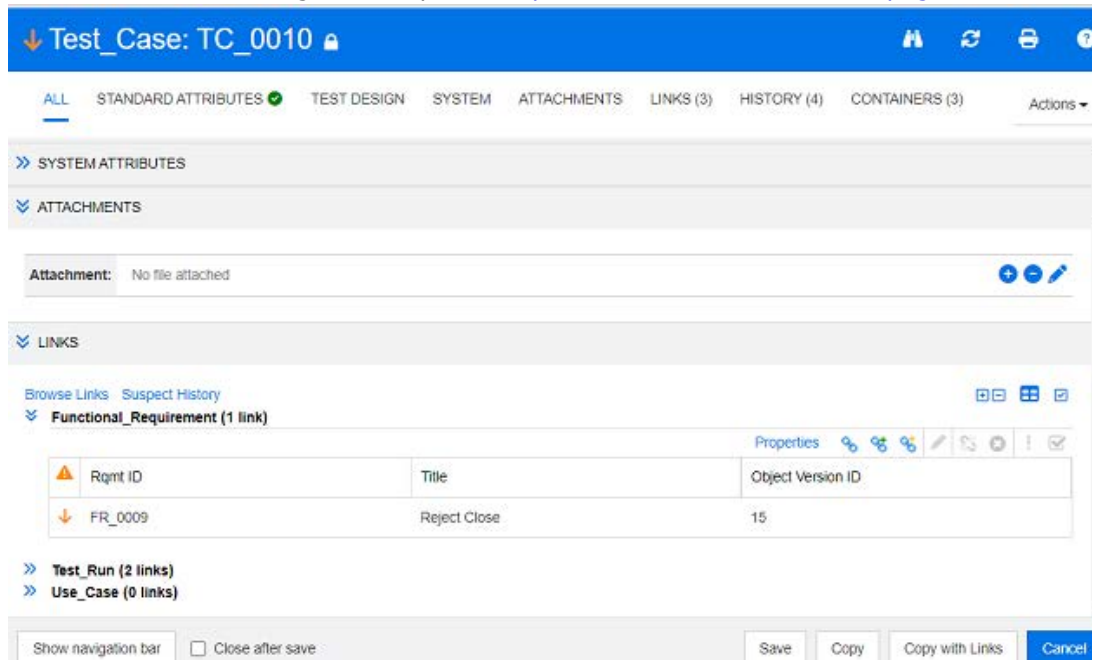 Test_Case: TC_0010
ALL STANDARD ATTRIBUTES TEST DESIGN SYSTEM ATTACHMENTS LINKS (3) HISTORY (4) CONTAINERS (3) Actions
SYSTEM ATTRIBUTES
ATTACHMENTS
Attachment: No file attached
LINKS
Browse Links Suspect History
Functional_Requirement (1 link)
Properties
Rqmt ID Title Object Version ID
FR_0009 Reject Close 15
Test_Run (2 links)
Use_Case (0 links)
Show navigation bar Close after save Save Copy Copy with Links Cancel